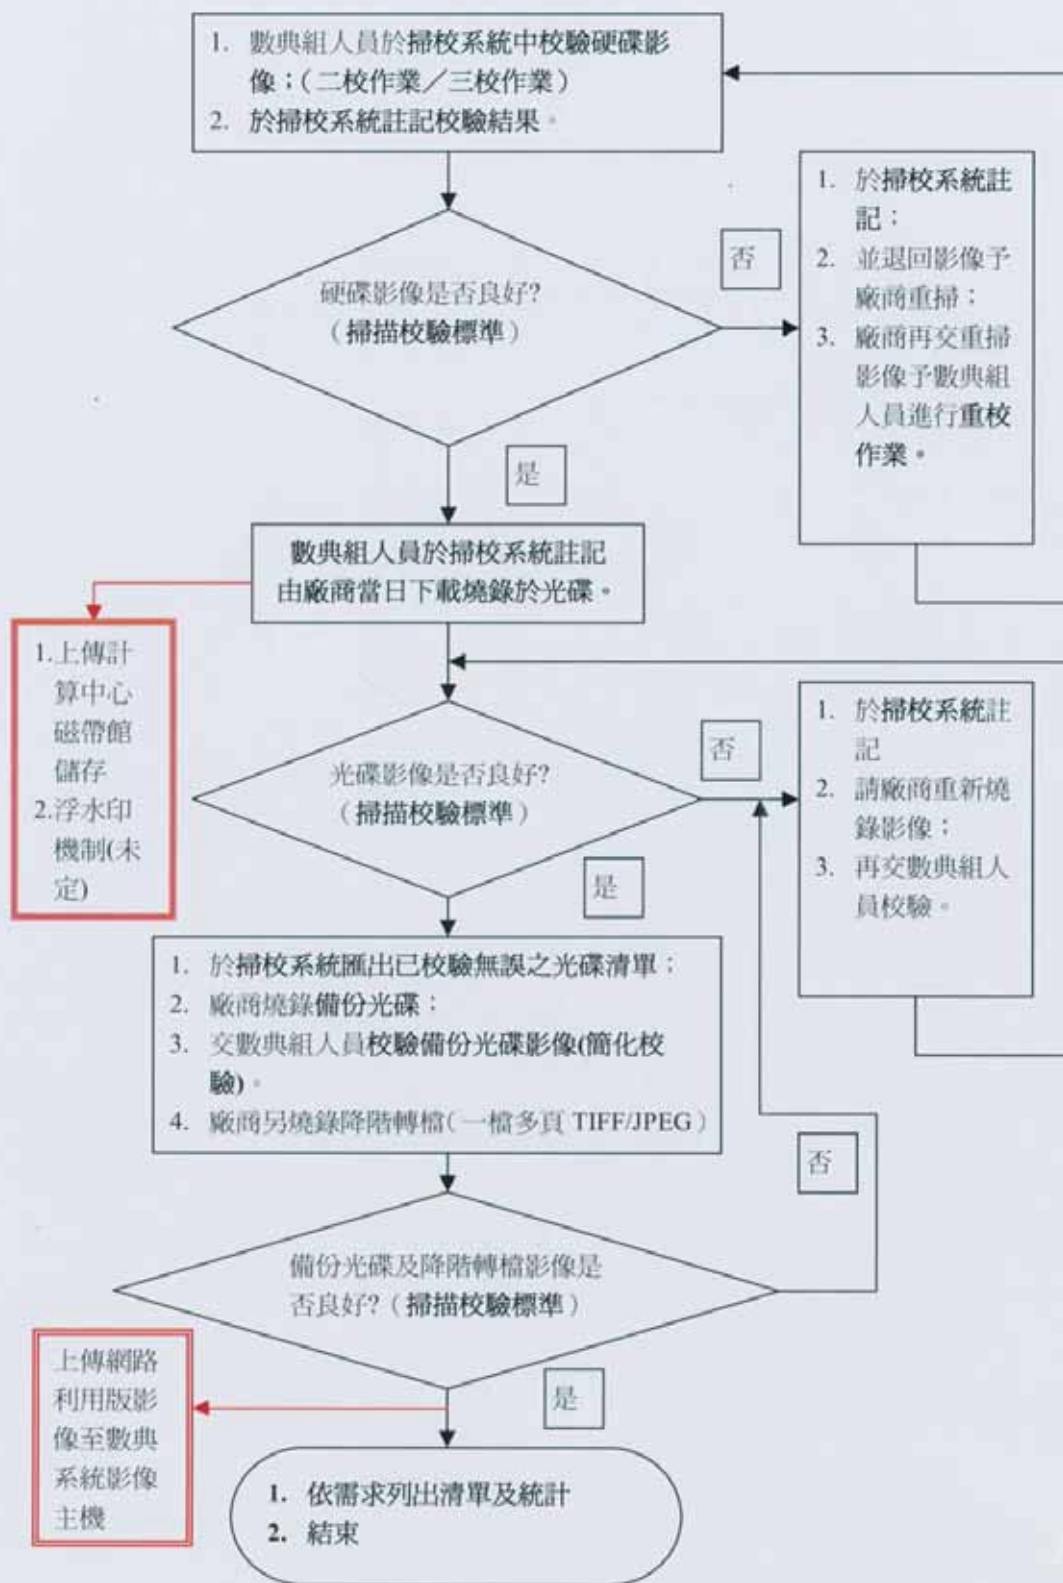 1. 數典組人員於掃校系統中校驗硬碟影
像；（二校作業／三校作業）
2. 於掃校系統註記校驗結果。
硬碟影像是否良好?
（掃描校驗標準）
否
1. 於掃校系統註
記；
2. 並退回影像予
廠商重掃；
3. 廠商再交重掃
影像予數典組
人員進行重校
作業。
是
數典組人員於掃校系統註記
由廠商當日下載燒錄於光碟。
1.上傳計
算中心
磁帶館
儲存
2.浮水印
機制(未
定)
光碟影像是否良好?
（掃描校驗標準）
否
1. 於掃校系統註
記
2. 請廠商重新燒
錄影像；
3. 再交數典組人
員校驗。
是
1. 於掃校系統匯出已校驗無誤之光碟清單；
2. 廠商燒錄備份光碟；
3. 交數典組人員校驗備份光碟影像(簡化校
驗)。
4. 廠商另燒錄降階轉檔（一檔多頁 TIFF/JPEG）
否
備份光碟及降階轉檔影像是
否良好?（掃描校驗標準）
上傳網路
利用版影
像至數典
系統影像
主機
是
1. 依需求列出清單及統計
2. 結束